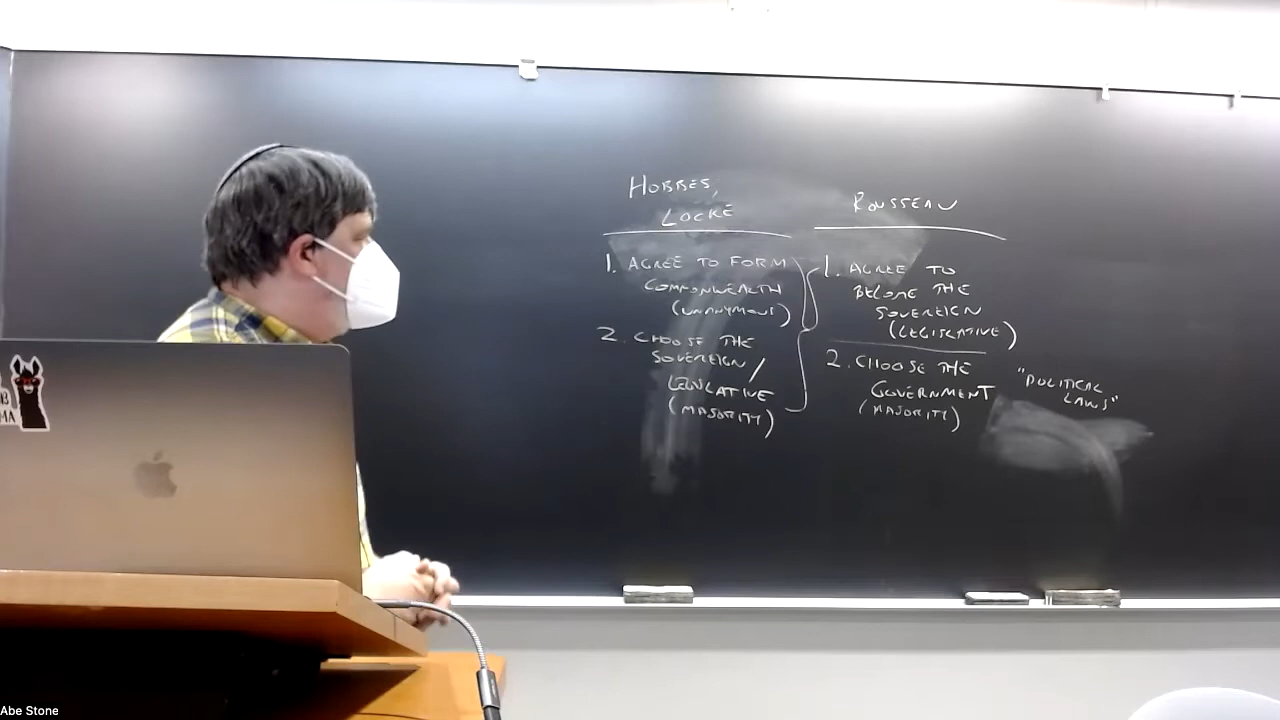 HOBBES,
LOCKE
1. AGREE TO FORM
COMMONWEALTH
(UNANYMOUS)
2. CHOOSE THE
SOVEREIGN /
LEGISLATIVE
(MAJORITY)
ROUSSEAU
1. AGREE TO
BECOME THE
SOVEREIGN
(LEGISLATIVE)
2. CHOOSE THE
GOVERNMENT
(MAJORITY)
"POLITICAL
LAWS"
B
MA
Abe Stone